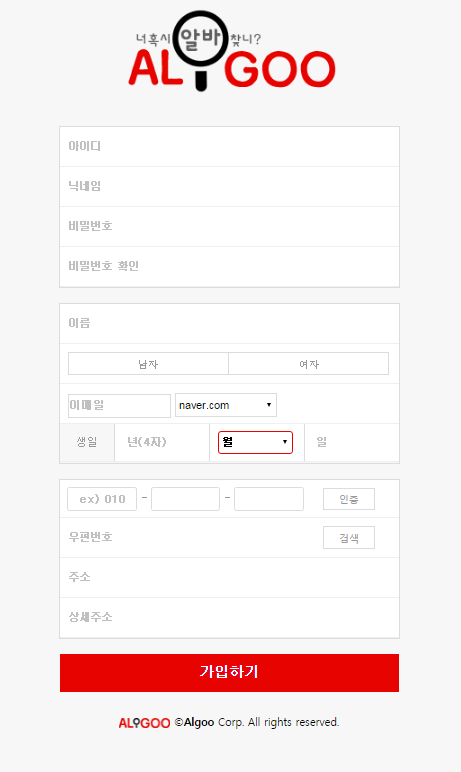 너혹시 알바 찾니?
ALGOO
아이디
닉네임
비밀번호
비밀번호 확인
이름
남자 여자
이메일 naver.com
생일 년(4자) 월 일
ex) 010 - - 인증
우편번호 검색
주소
상세주소
가입하기
ALGOO ©Algoo Corp. All rights reserved.